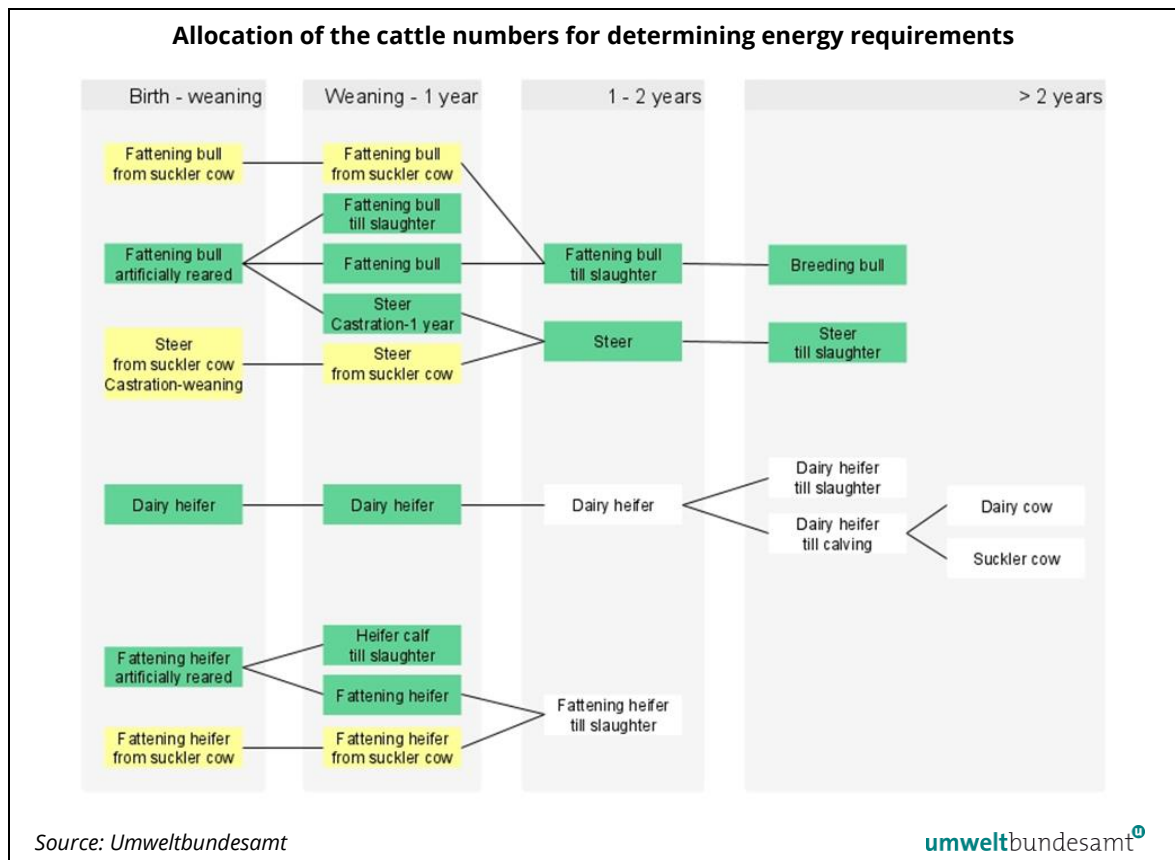 Allocation of the cattle numbers for determining energy requirements
Birth - weaning
Weaning - 1 year
1 - 2 years
> 2 years
Fattening bull
from suckler cow
Fattening bull
from suckler cow
Fattening bull
till slaughter
Fattening bull
artificially reared
Fattening bull
Fattening bull
till slaughter
Breeding bull
Steer
Castration-1 year
Steer
from suckler cow
Castration-weaning
Steer
from suckler cow
Steer
Steer
till slaughter
Dairy heifer
Dairy heifer
Dairy heifer
Dairy heifer
till slaughter
Dairy heifer
till calving
Dairy cow
Suckler cow
Fattening heifer
artificially reared
Heifer calf
till slaughter
Fattening heifer
Fattening heifer
till slaughter
Fattening heifer
from suckler cow
Fattening heifer
from suckler cow
Source: Umweltbundesamt
umweltbundesamt u